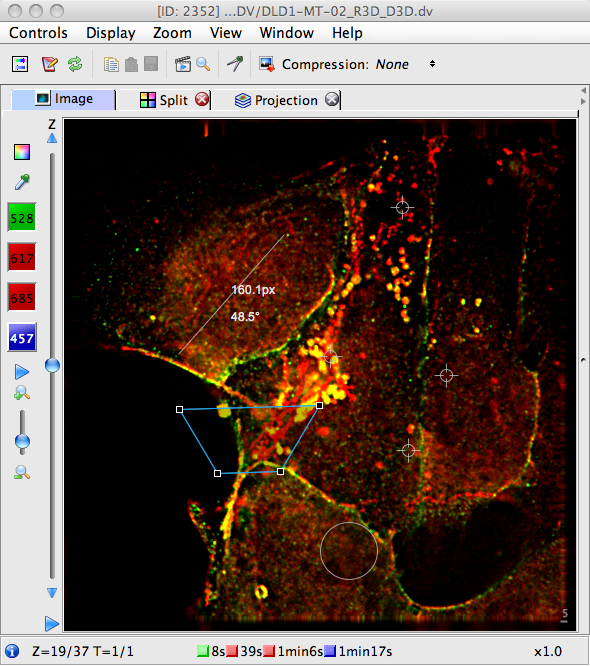 [ID: 2352] ...DV/DLD1-MT-02_R3D_D3D.dv
Controls Display Zoom View Window Help
Compression: None
Image Split Projection
Z
528
617
685
457
160.1px
48.5°
5
Z=19/37 T=1/1 8s 39s 1min6s 1min17s x1.0